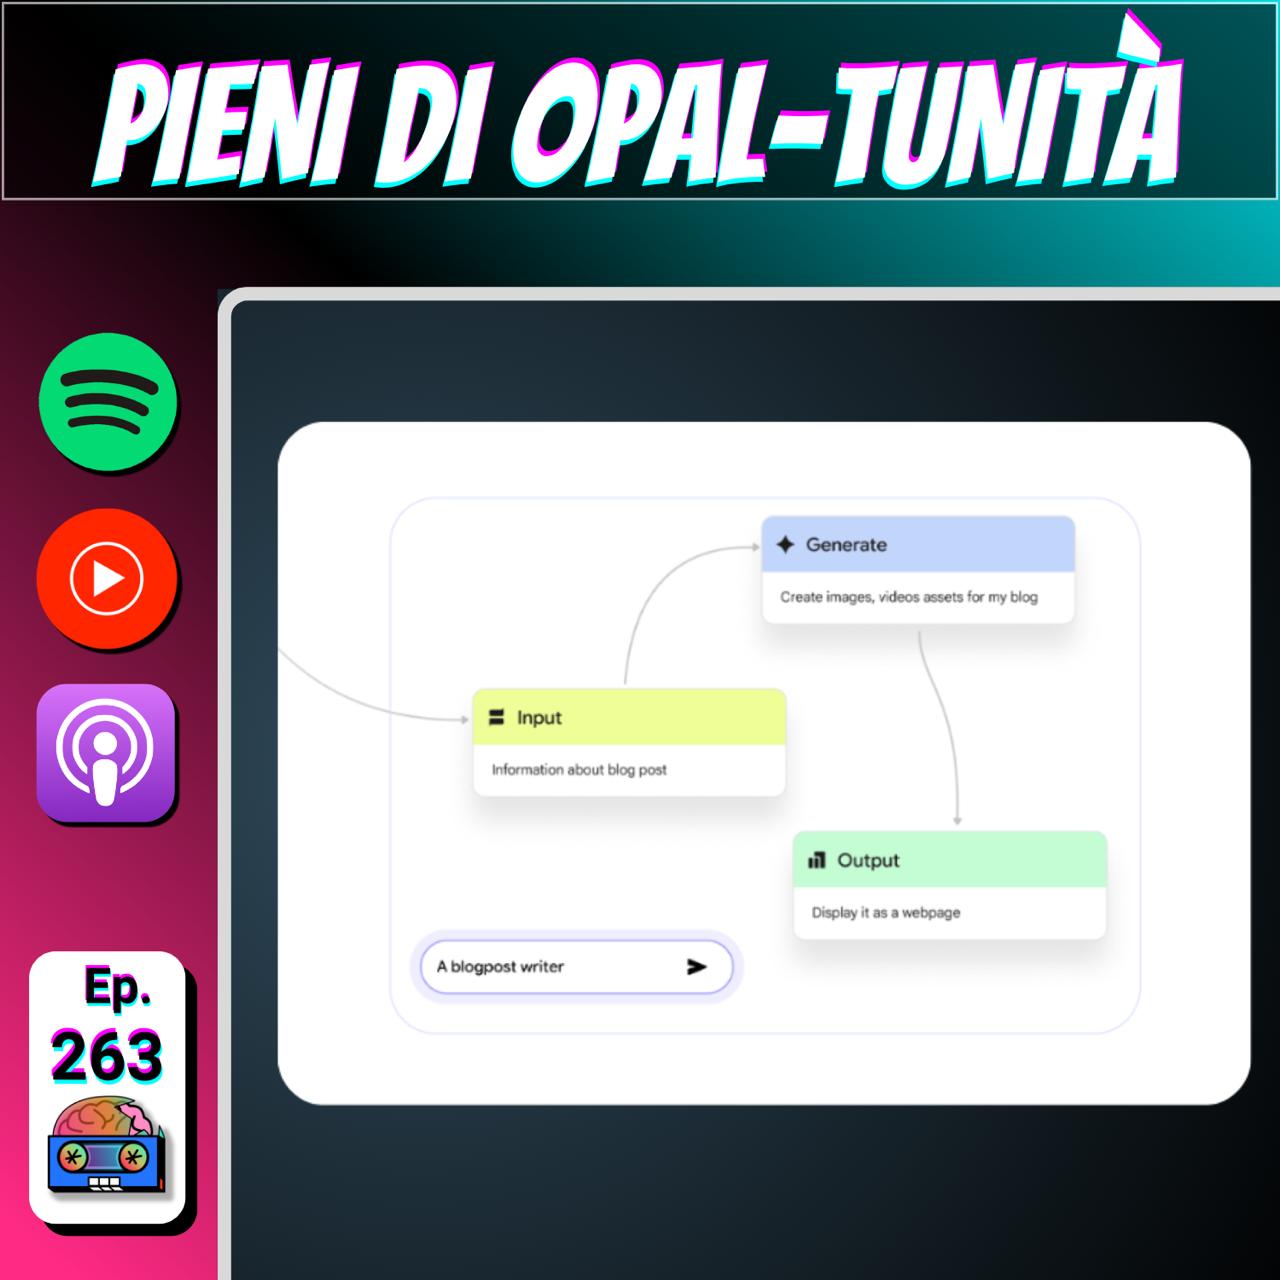 PIENI DI OPAL-TUNITÀ
Generate
Create images, videos assets for my blog
Input
Information about blog post
Output
Display it as a webpage
A blogpost writer
Ep.
263